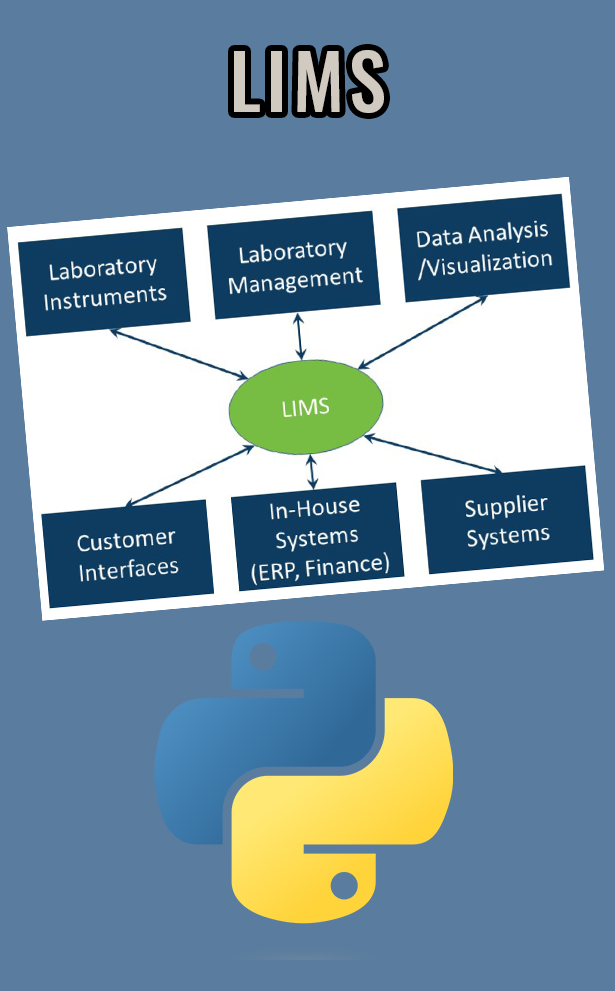 LIMS
Laboratory
Instruments
Laboratory
Management
Data Analysis
/Visualization
LIMS
Customer
Interfaces
In-House
Systems
(ERP, Finance)
Supplier
Systems